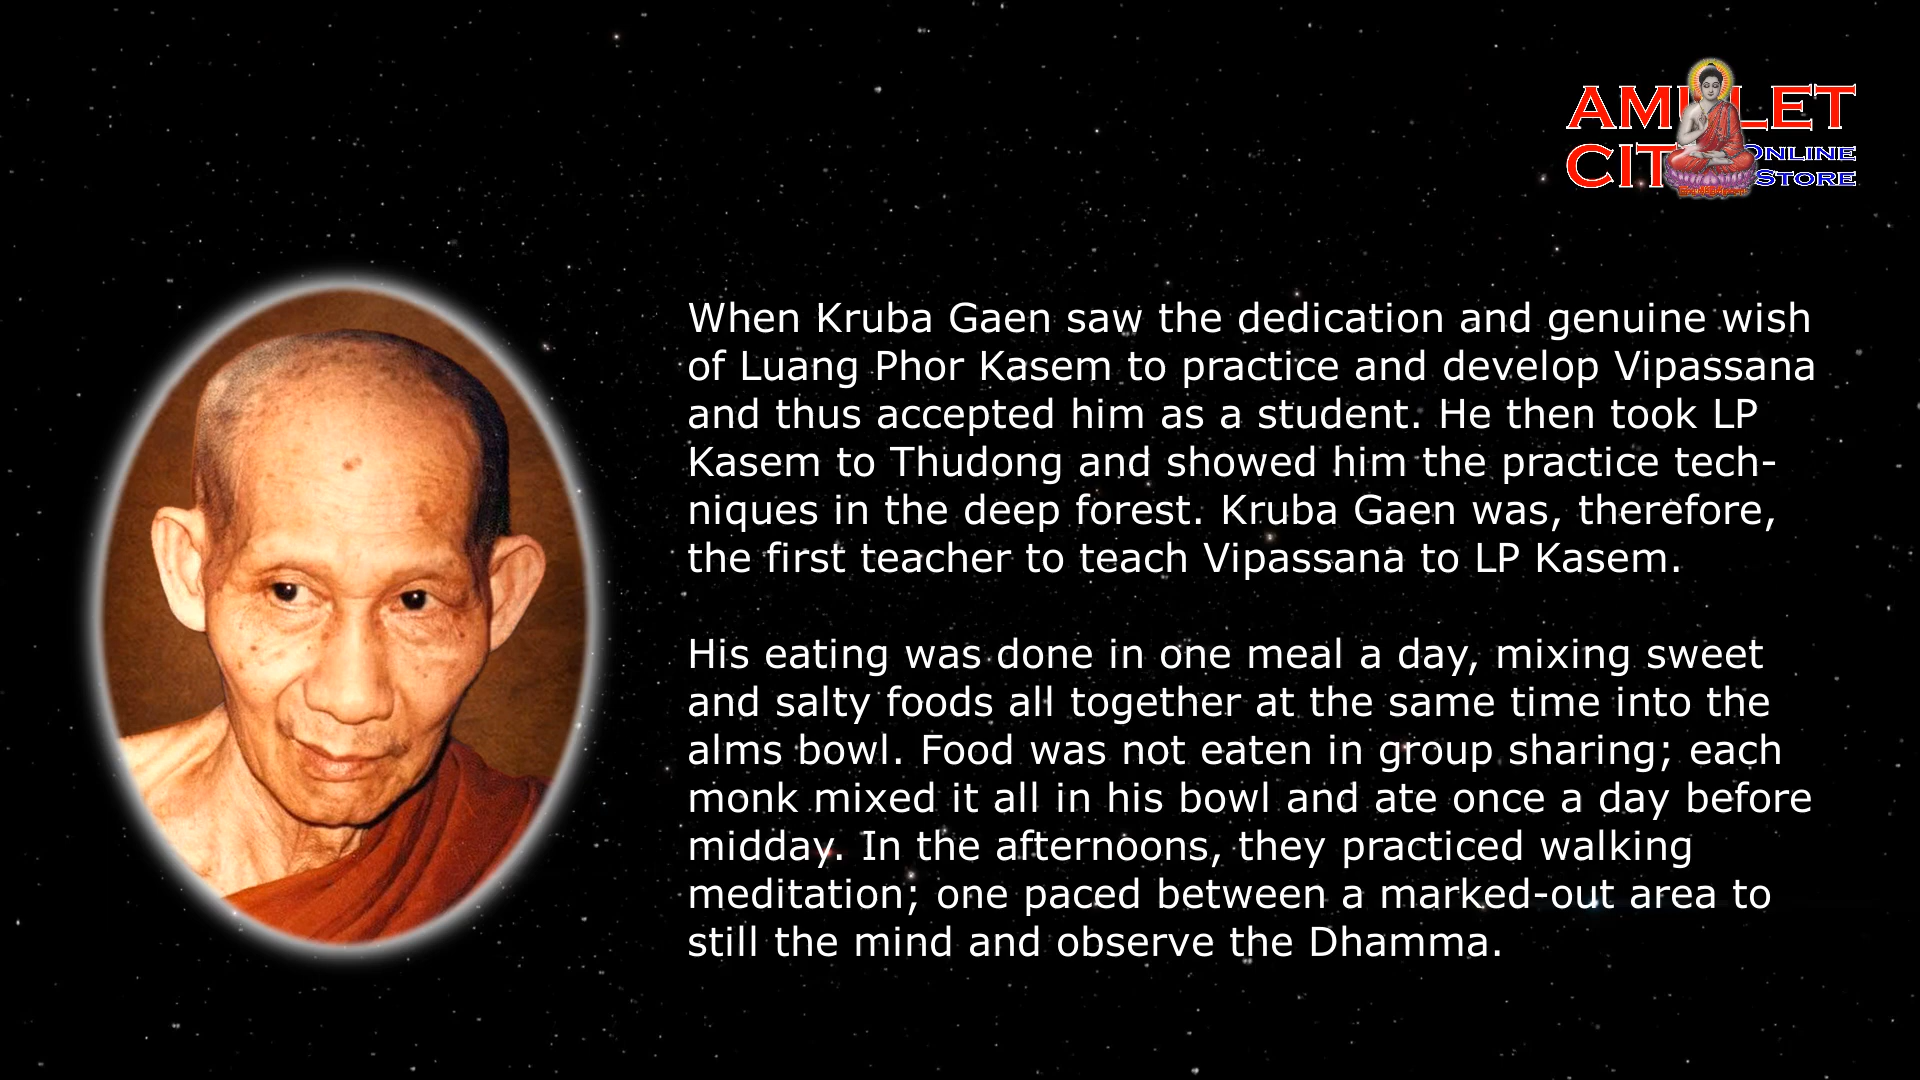 AMULET
CITY ONLINE
STORE
When Kruba Gaen saw the dedication and genuine wish
of Luang Phor Kasem to practice and develop Vipassana
and thus accepted him as a student. He then took LP
Kasem to Thudong and showed him the practice tech-
niques in the deep forest. Kruba Gaen was, therefore,
the first teacher to teach Vipassana to LP Kasem.
His eating was done in one meal a day, mixing sweet
and salty foods all together at the same time into the
alms bowl. Food was not eaten in group sharing; each
monk mixed it all in his bowl and ate once a day before
midday. In the afternoons, they practiced walking
meditation; one paced between a marked-out area to
still the mind and observe the Dhamma.